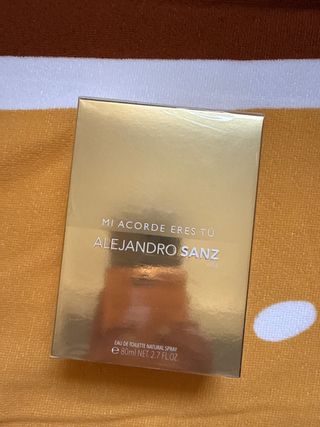 MI ACORDE ERES TÚ
ALEJANDRO SANZ
EAU DE TOILETTE NATURAL SPRAY
℮ 80ml NET. 2.7 FL.OZ.